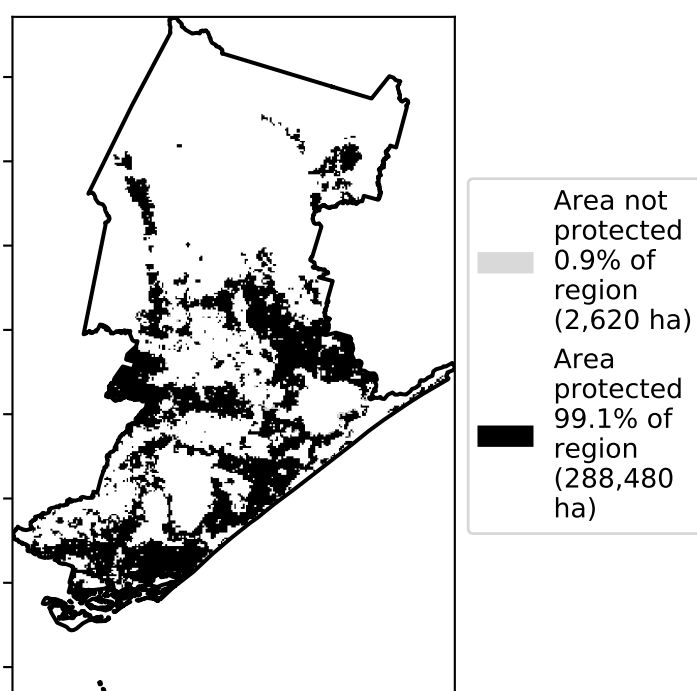 Area not
protected
0.9% of
region
(2,620 ha)
Area
protected
99.1% of
region
(288,480
ha)